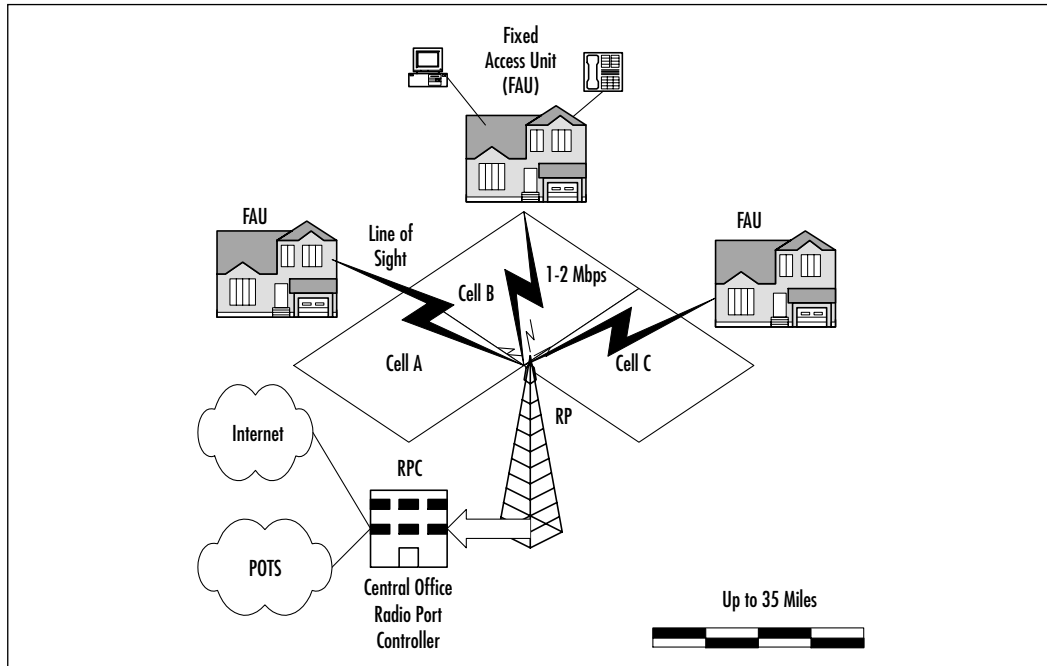 Fixed
Access Unit
(FAU)
FAU
Line of
Sight
FAU
1-2 Mbps
Cell B
Cell A
Cell C
RP
Internet
RPC
POTS
Central Office
Radio Port
Controller
Up to 35 Miles